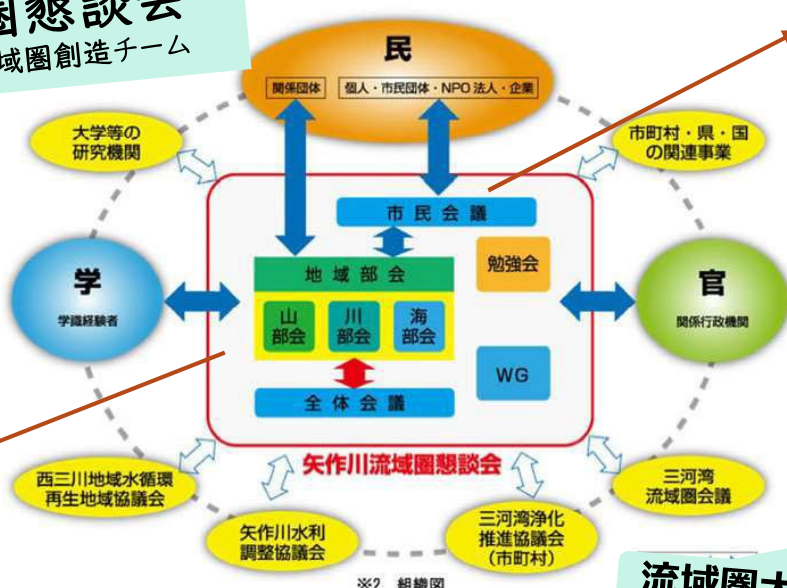 圏懇談会
域圏創造チーム
民
関係団体
個人・市民団体・NPO法人・企業
大学等の
研究機関
市町村・県・国
の関連事業
市民会議
地域部会
勉強会
学
学識経験者
官
関係行政機関
山
部会
川
部会
海
部会
WG
全体会議
矢作川流域圏懇談会
西三川地域水循環
再生地域協議会
三河湾
流域圏会議
矢作川水利
調整協議会
三河湾浄化
推進協議会
(市町村)
※2 組織図
流域圏